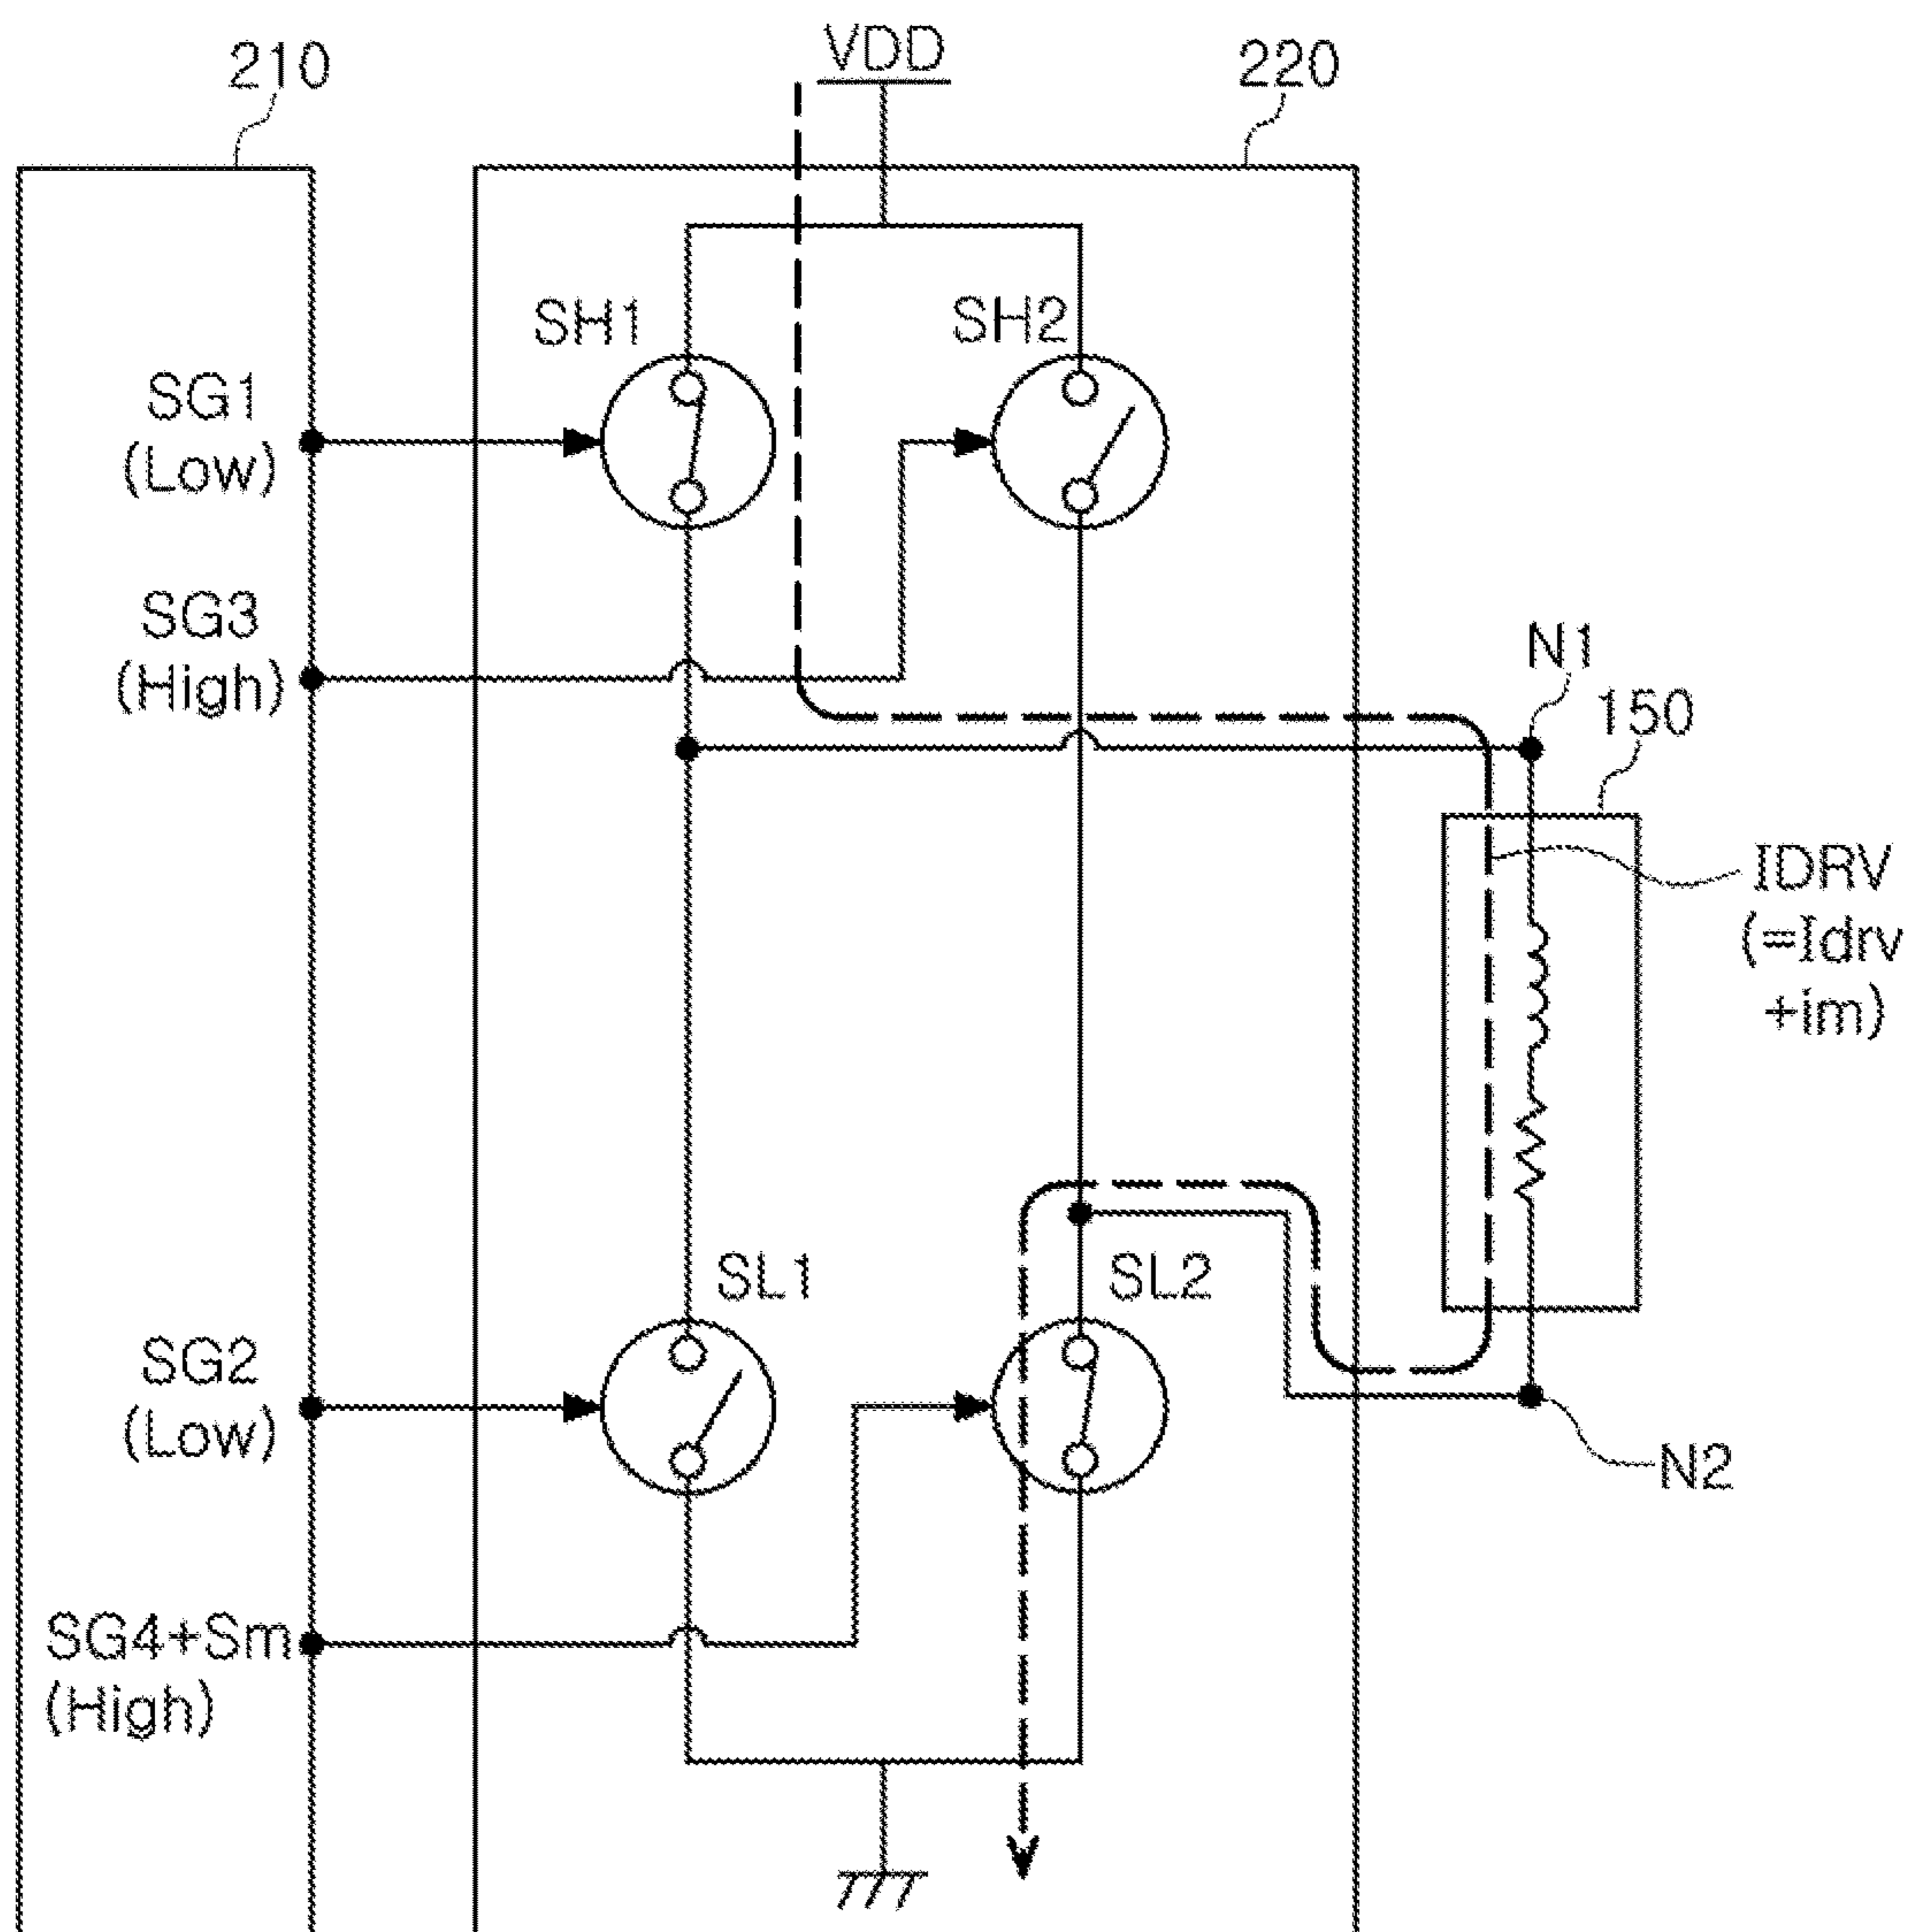 210
VDD
220
SH1
SH2
SG1
(Low)
SG3
(High)
N1
150
IDRV
(=Idrv
+im)
SL1
SL2
SG2
(Low)
N2
SG4+Sm
(High)